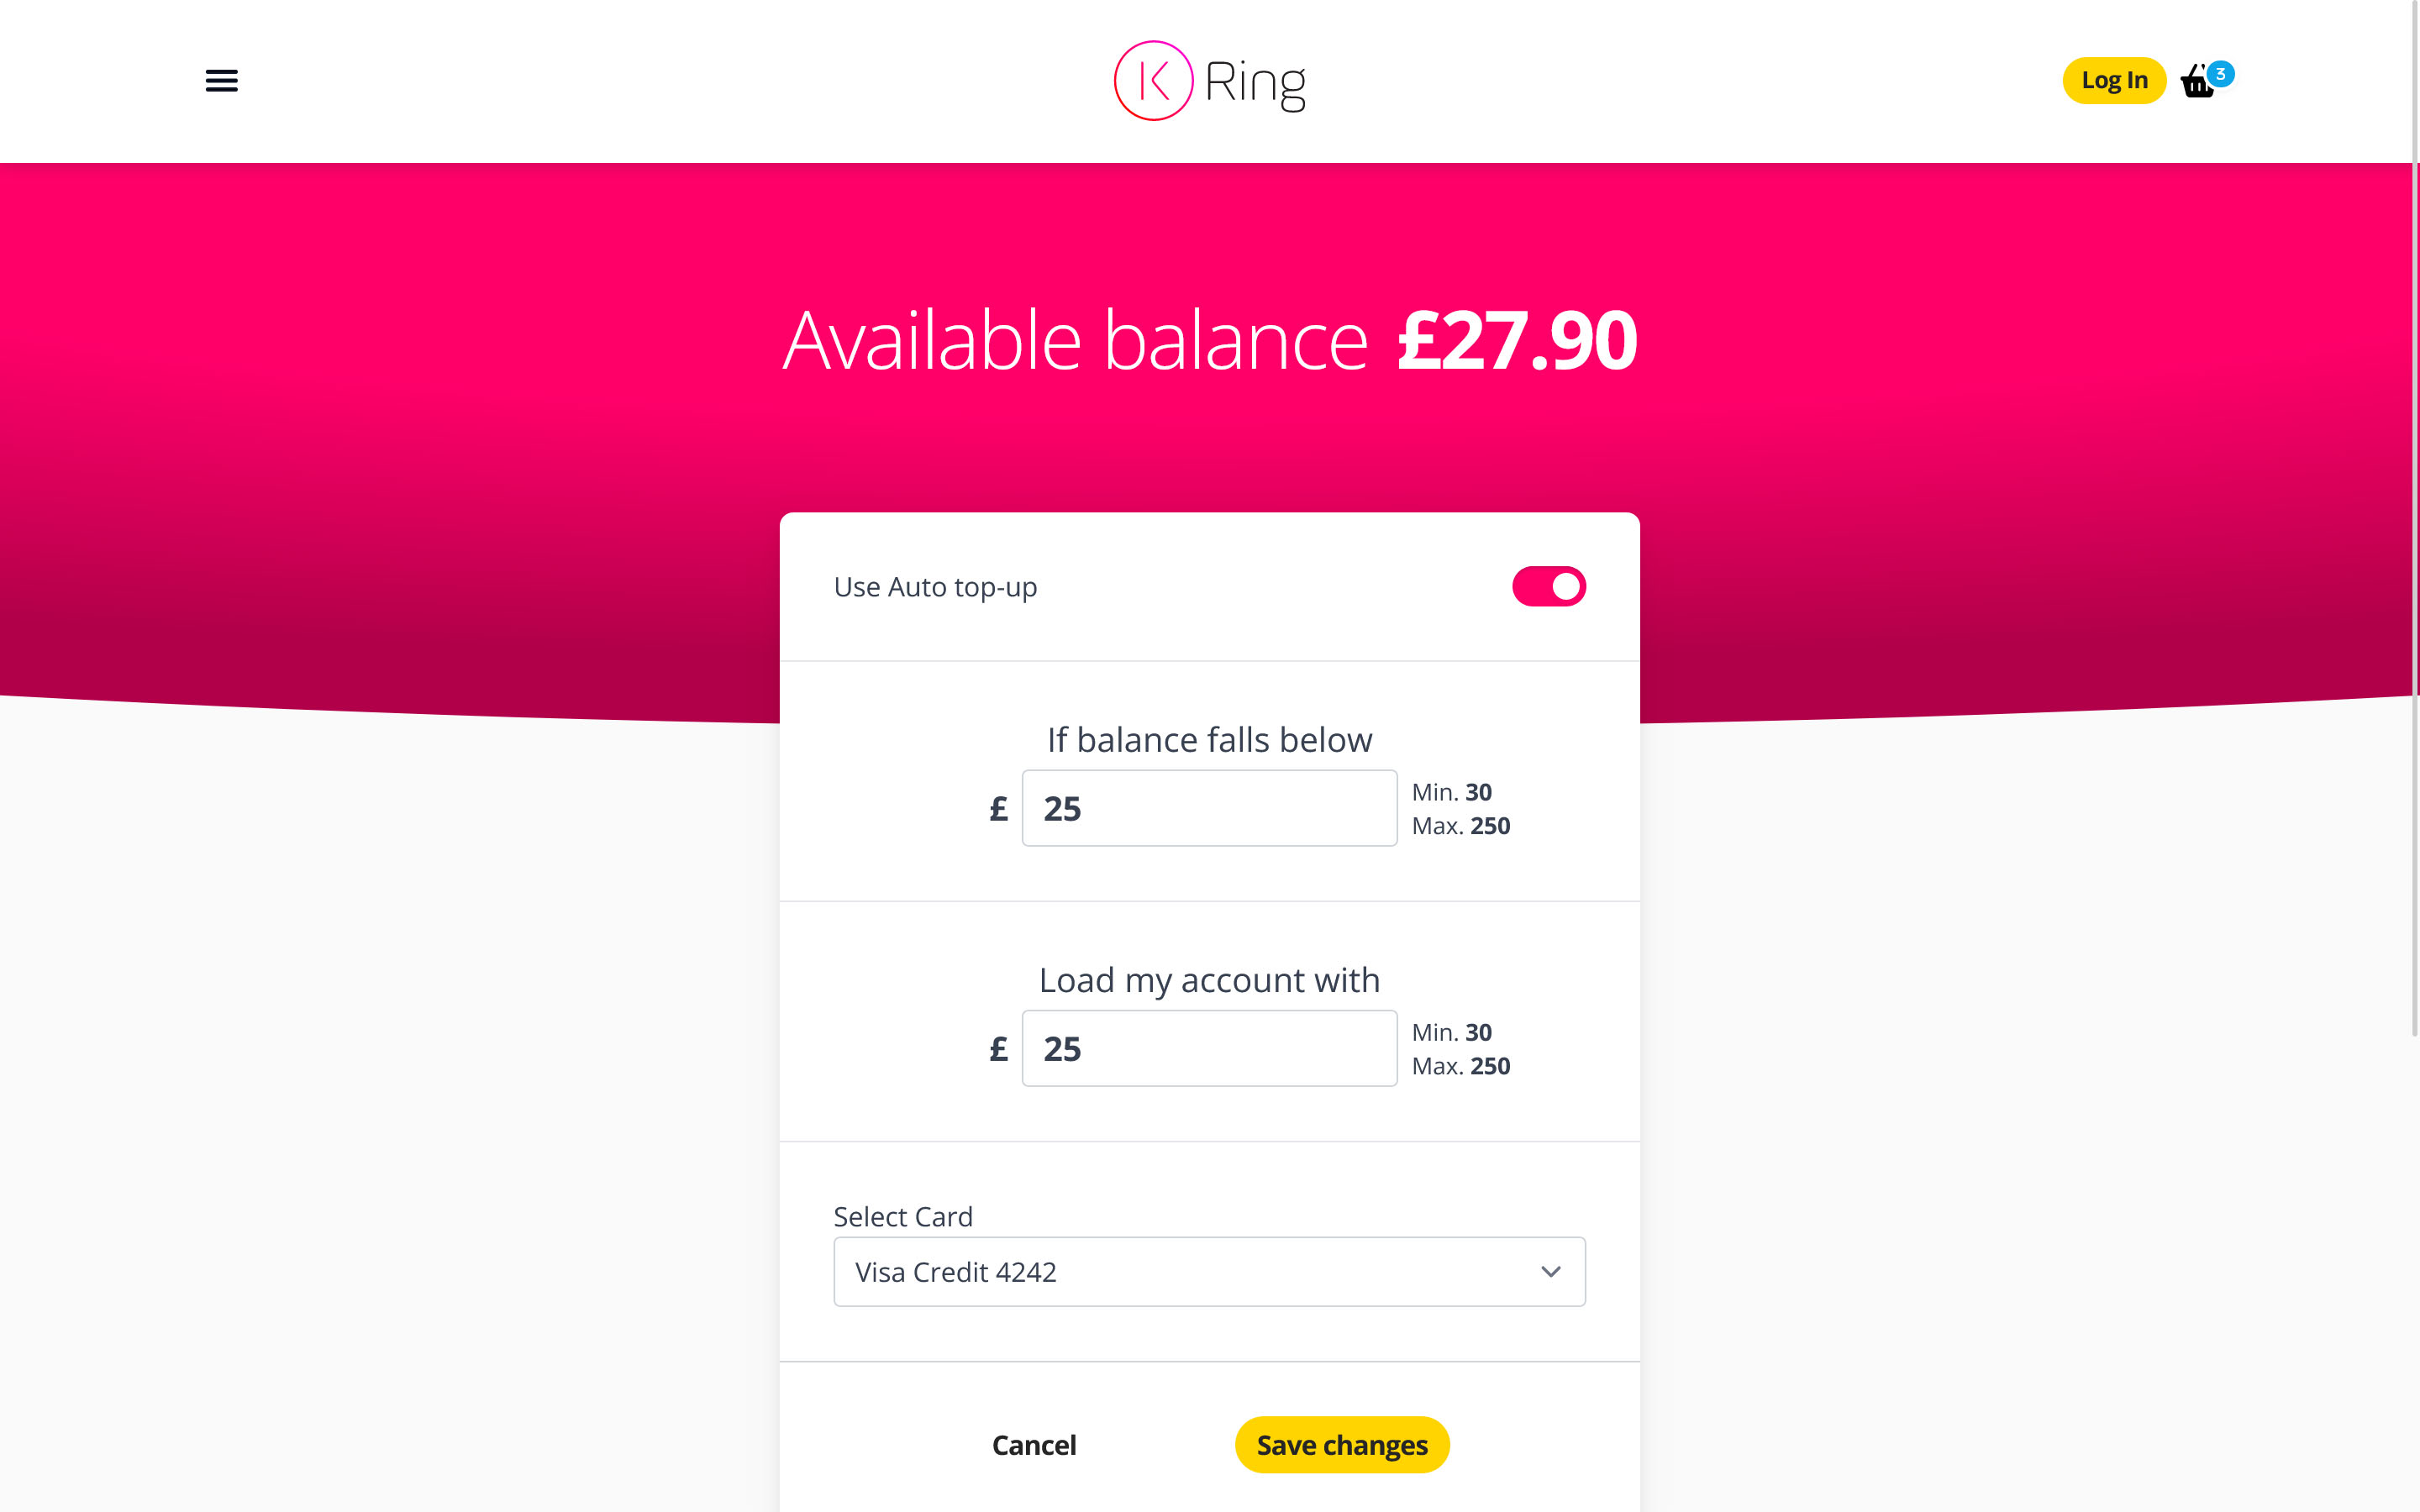 K Ring
Log In
3
Available balance £27.90
Use Auto top-up
If balance falls below
£ 25
Min. 30
Max. 250
Load my account with
£ 25
Min. 30
Max. 250
Select Card
Visa Credit 4242
Cancel
Save changes